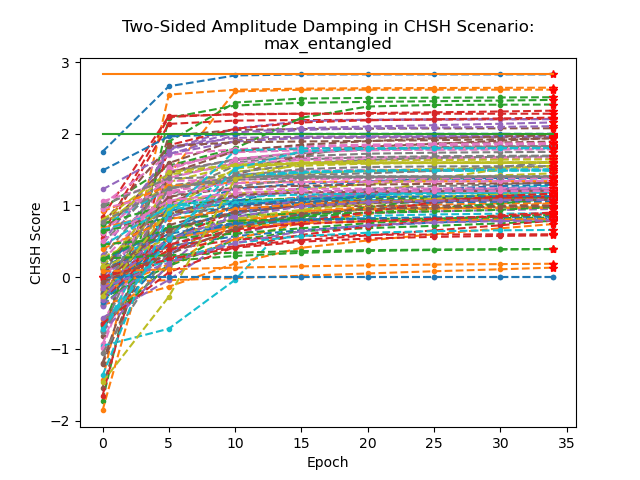 Two-Sided Amplitude Damping in CHSH Scenario:
max_entangled
3
2
1
0
−1
−2
CHSH Score
0 5 10 15 20 25 30 35
Epoch